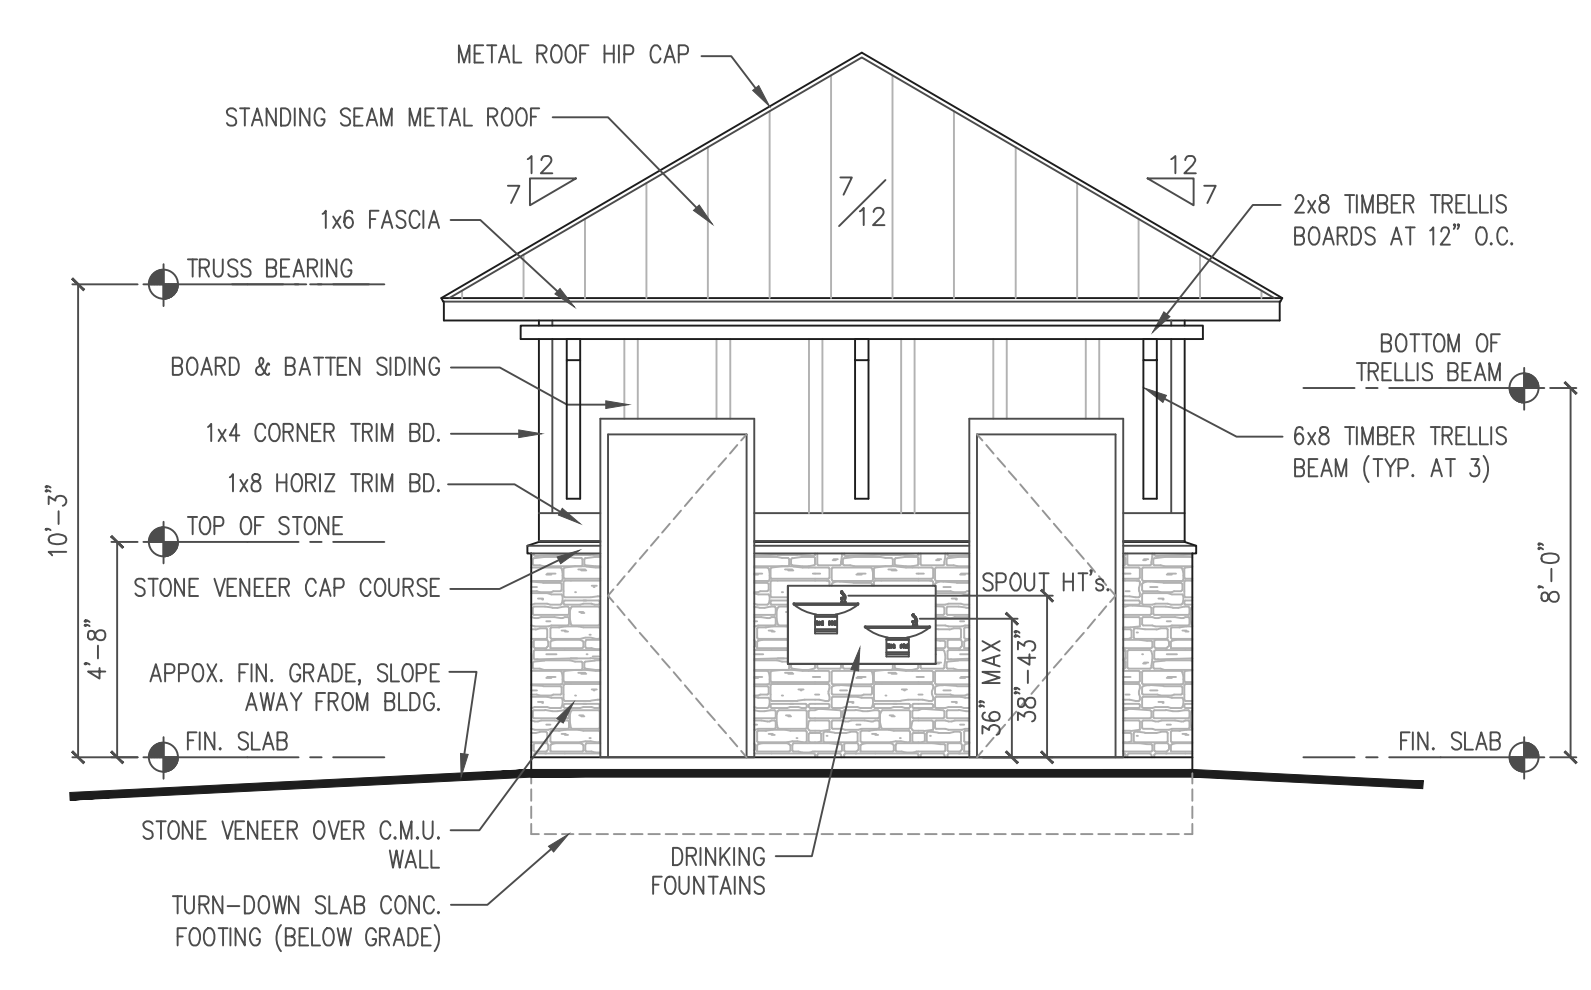 METAL ROOF HIP CAP
STANDING SEAM METAL ROOF
12
7
7
12
12
7
1x6 FASCIA
2x8 TIMBER TRELLIS
BOARDS AT 12" O.C.
TRUSS BEARING
BOTTOM OF
TRELLIS BEAM
BOARD & BATTEN SIDING
1x4 CORNER TRIM BD.
6x8 TIMBER TRELLIS
BEAM (TYP. AT 3)
1x8 HORIZ TRIM BD.
10'-3"
TOP OF STONE
8'-0"
STONE VENEER CAP COURSE
SPOUT HT's.
4'-8"
36" MAX
38"-43"
APPOX. FIN. GRADE, SLOPE
AWAY FROM BLDG.
FIN. SLAB
FIN. SLAB
STONE VENEER OVER C.M.U.
WALL
DRINKING
FOUNTAINS
TURN-DOWN SLAB CONC.
FOOTING (BELOW GRADE)